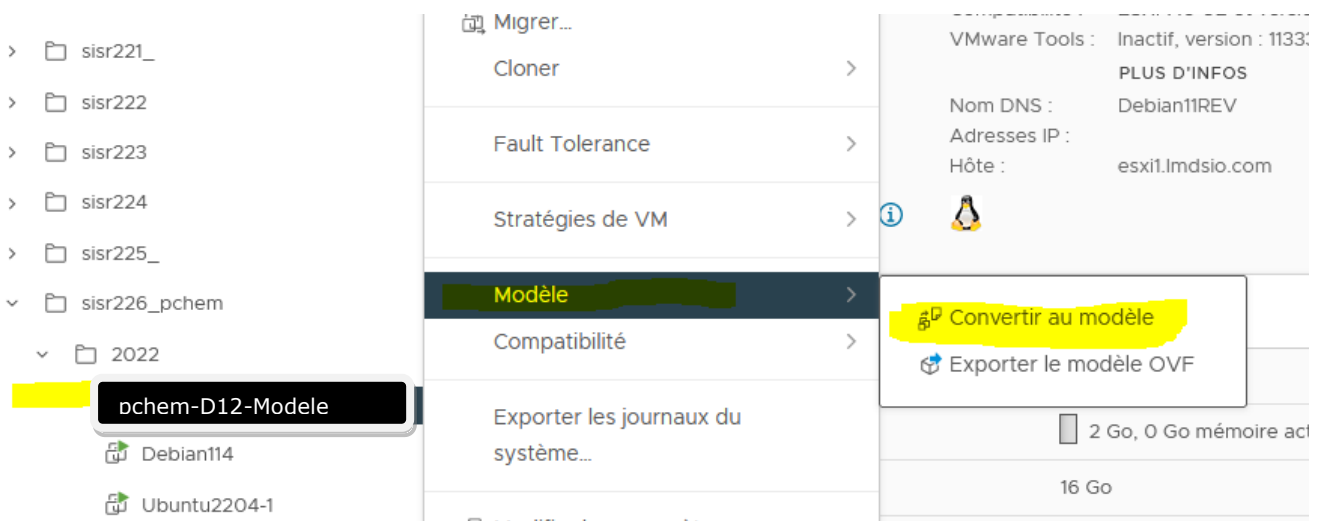 sisr221_
sisr222
sisr223
sisr224
sisr225_
sisr226_pchem
2022
pchem-D12-Modele
Debian114
Ubuntu2204-1
Migrer...
Cloner
Fault Tolerance
Stratégies de VM
Modèle
Compatibilité
Exporter les journaux du
système...
Convertir au modèle
Exporter le modèle OVF
VMware Tools : Inactif, version : 11333
PLUS D'INFOS
Nom DNS : Debian11REV
Adresses IP :
Hôte : esxi1.lmdsio.com
2 Go, 0 Go mémoire act
16 Go